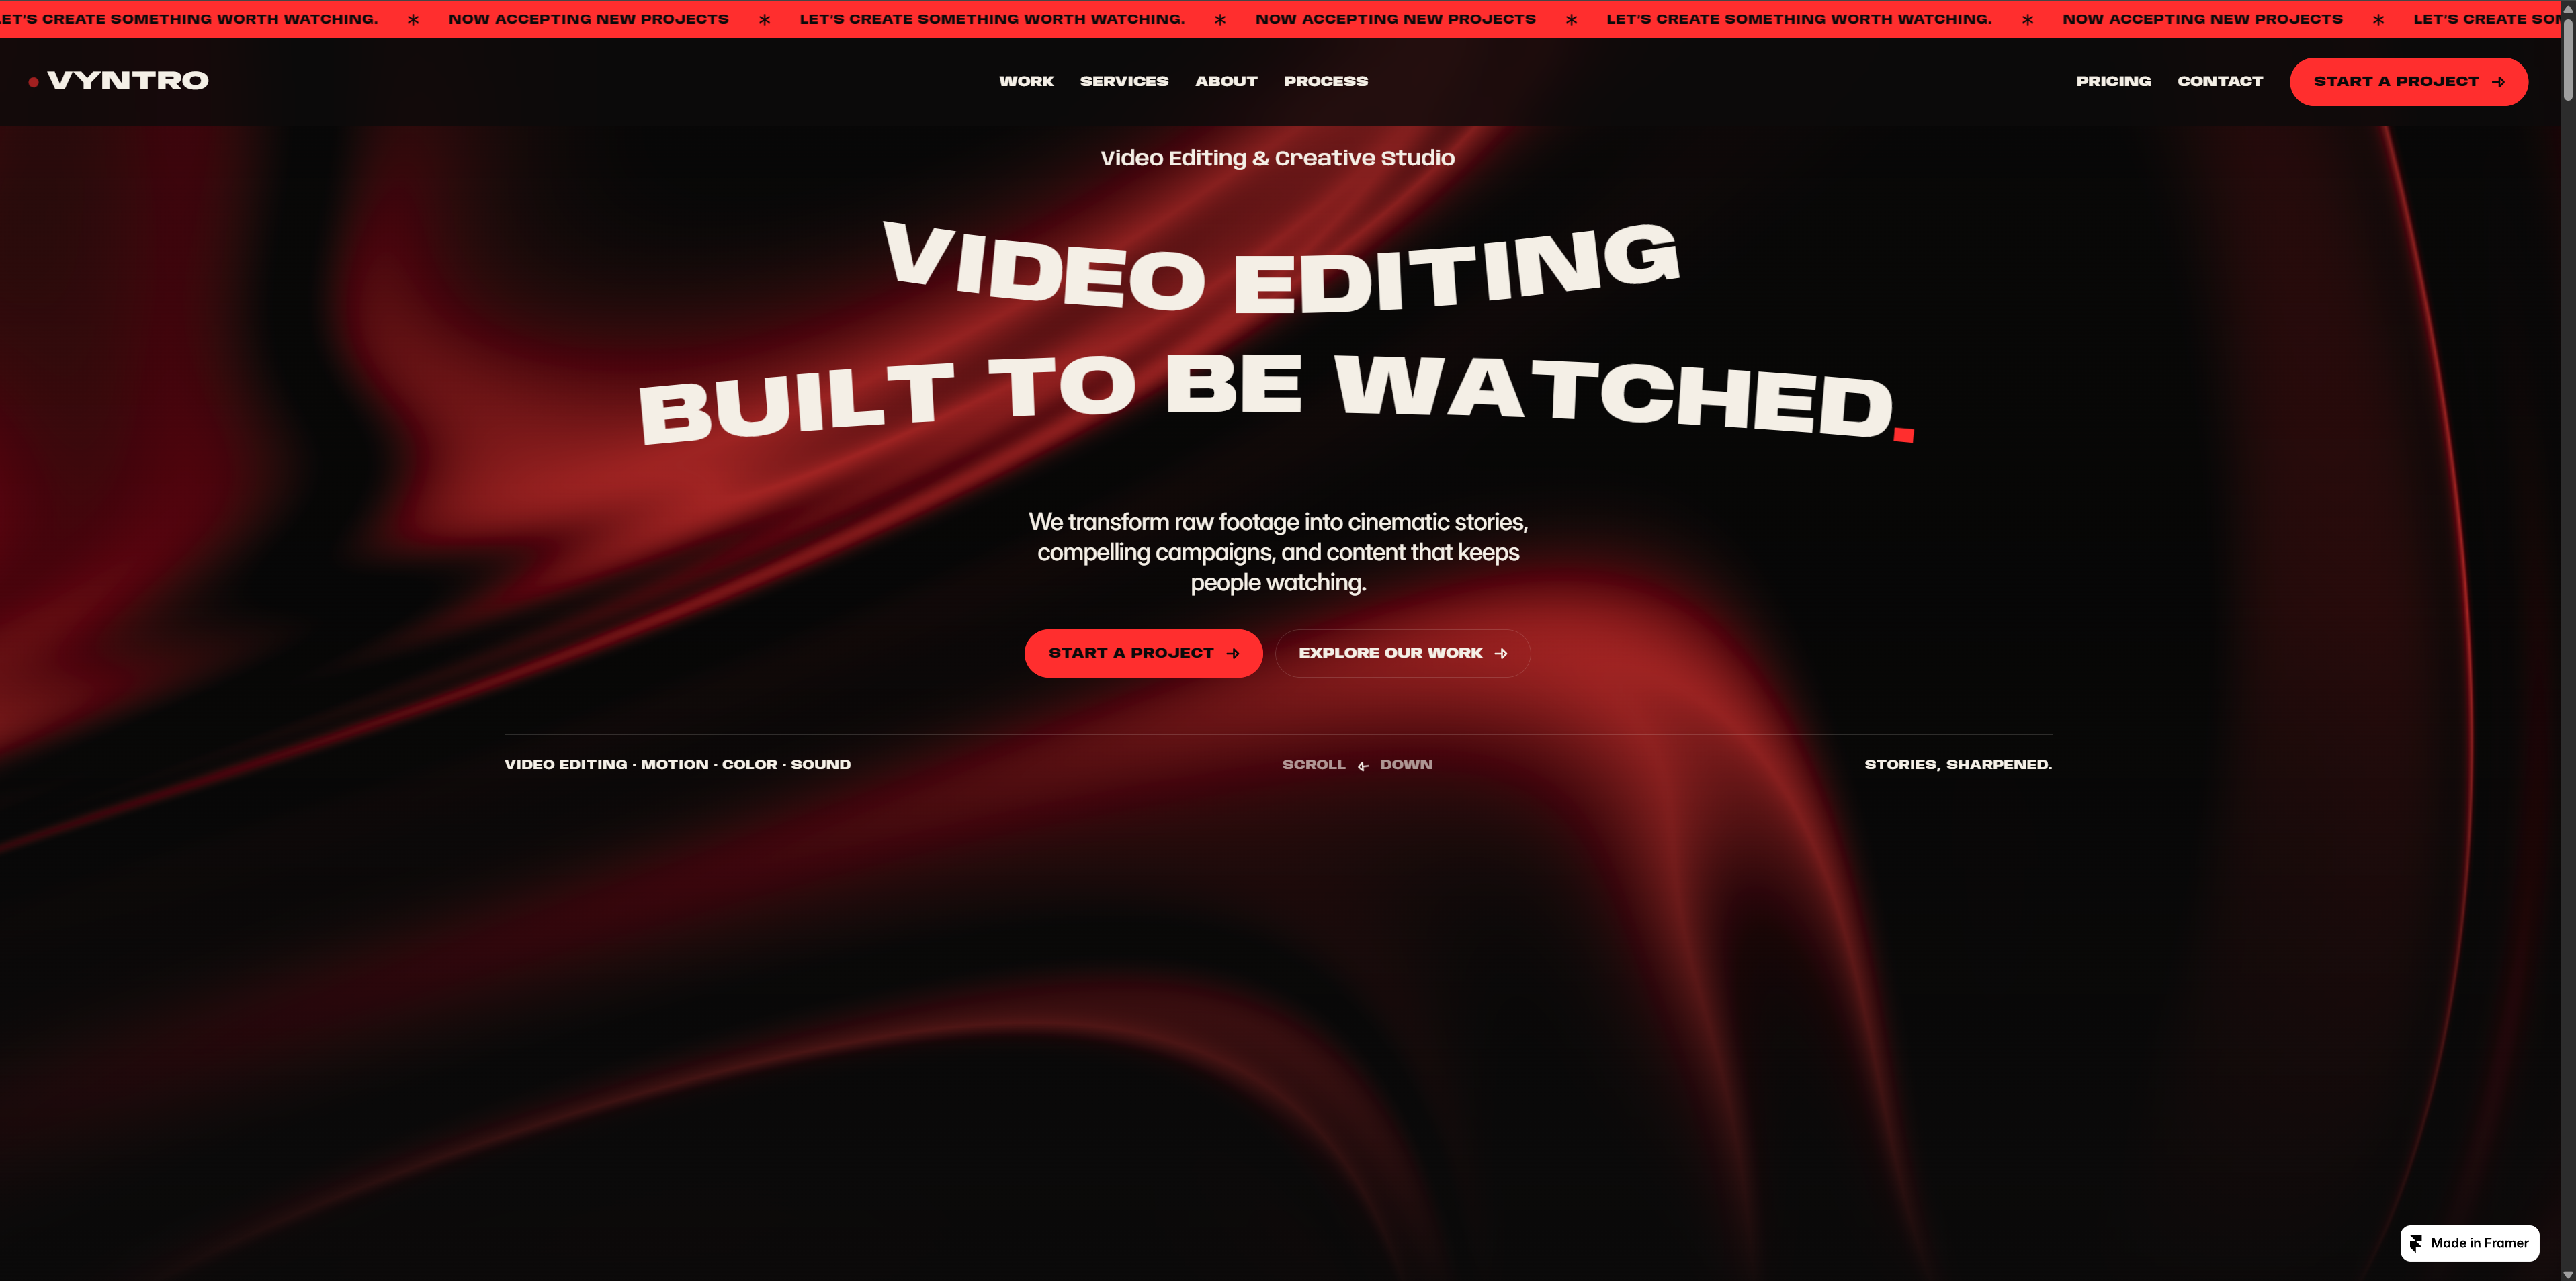 LET'S CREATE SOMETHING WORTH WATCHING. * NOW ACCEPTING NEW PROJECTS * LET'S CREATE SOMETHING WORTH WATCHING. * NOW ACCEPTING NEW PROJECTS * LET'S CREATE SOMETHING WORTH WATCHING. * NOW ACCEPTING NEW PROJECTS * LET'S CREATE SOM
VYNTRO WORK SERVICES ABOUT PROCESS PRICING CONTACT START A PROJECT →
Video Editing & Creative Studio
VIDEO EDITING
BUILT TO BE WATCHED.
We transform raw footage into cinematic stories,
compelling campaigns, and content that keeps
people watching.
START A PROJECT → EXPLORE OUR WORK →
VIDEO EDITING · MOTION · COLOR · SOUND SCROLL DOWN STORIES, SHARPENED.
Made in Framer